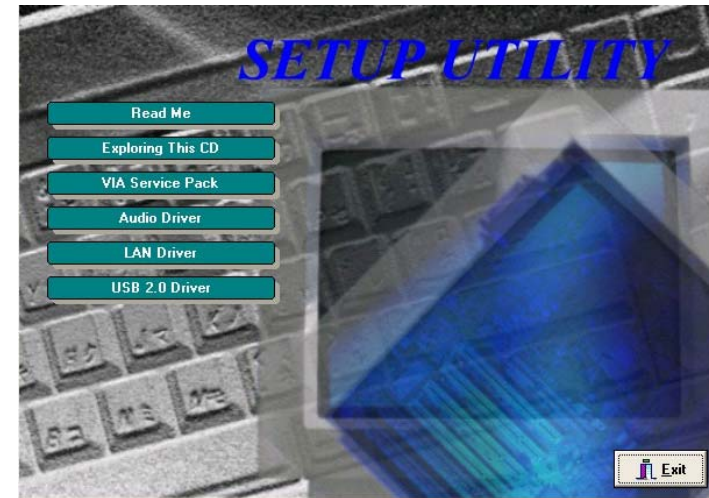 SETUP UTILITY
Read Me
Exploring This CD
VIA Service Pack
Audio Driver
LAN Driver
USB 2.0 Driver
Exit